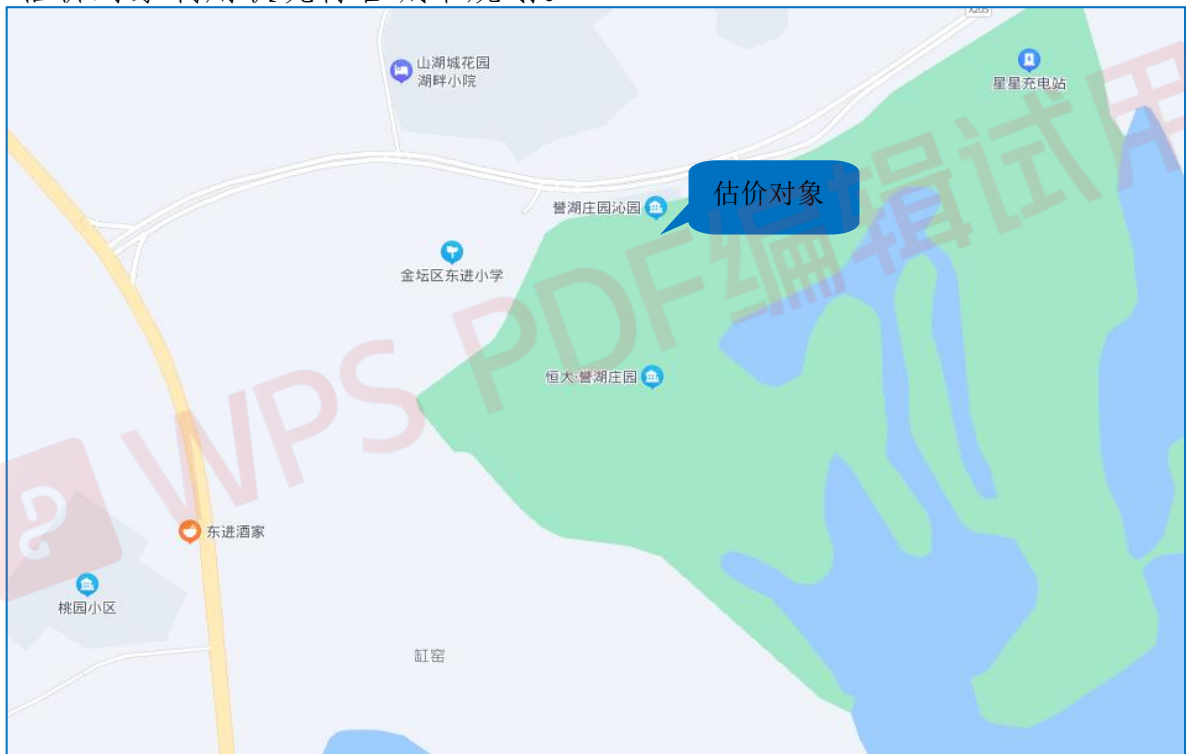 X205
山湖城花园
湖畔小院
星星充电站
估价对象
誉湖庄园沁园
金坛区东进小学
恒大·誉湖庄园
东进酒家
桃园小区
缸窑
WPS PDF编辑试用